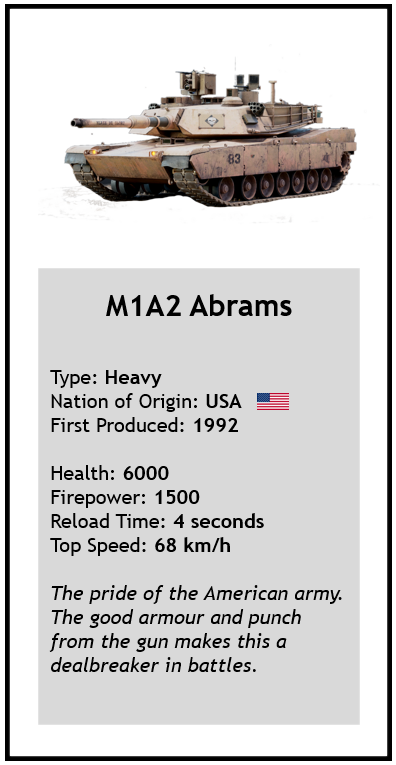 83
M1A2 Abrams
Type: Heavy
Nation of Origin: USA
First Produced: 1992
Health: 6000
Firepower: 1500
Reload Time: 4 seconds
Top Speed: 68 km/h
The pride of the American army.
The good armour and punch
from the gun makes this a
dealbreaker in battles.